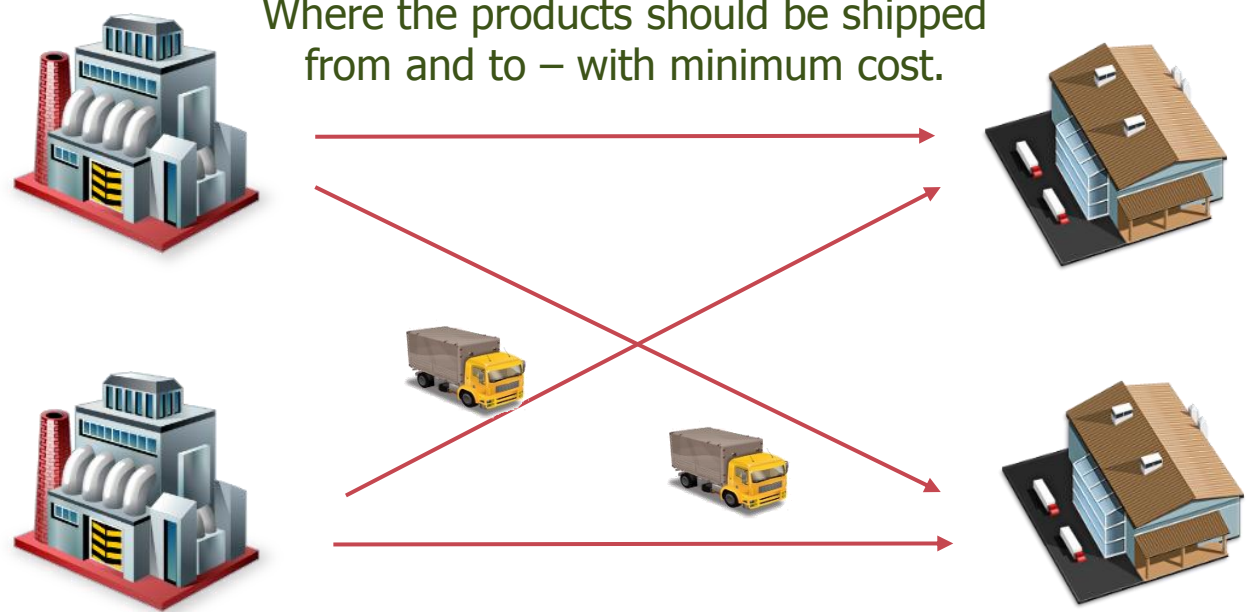 Where the products should be shipped
from and to – with minimum cost.